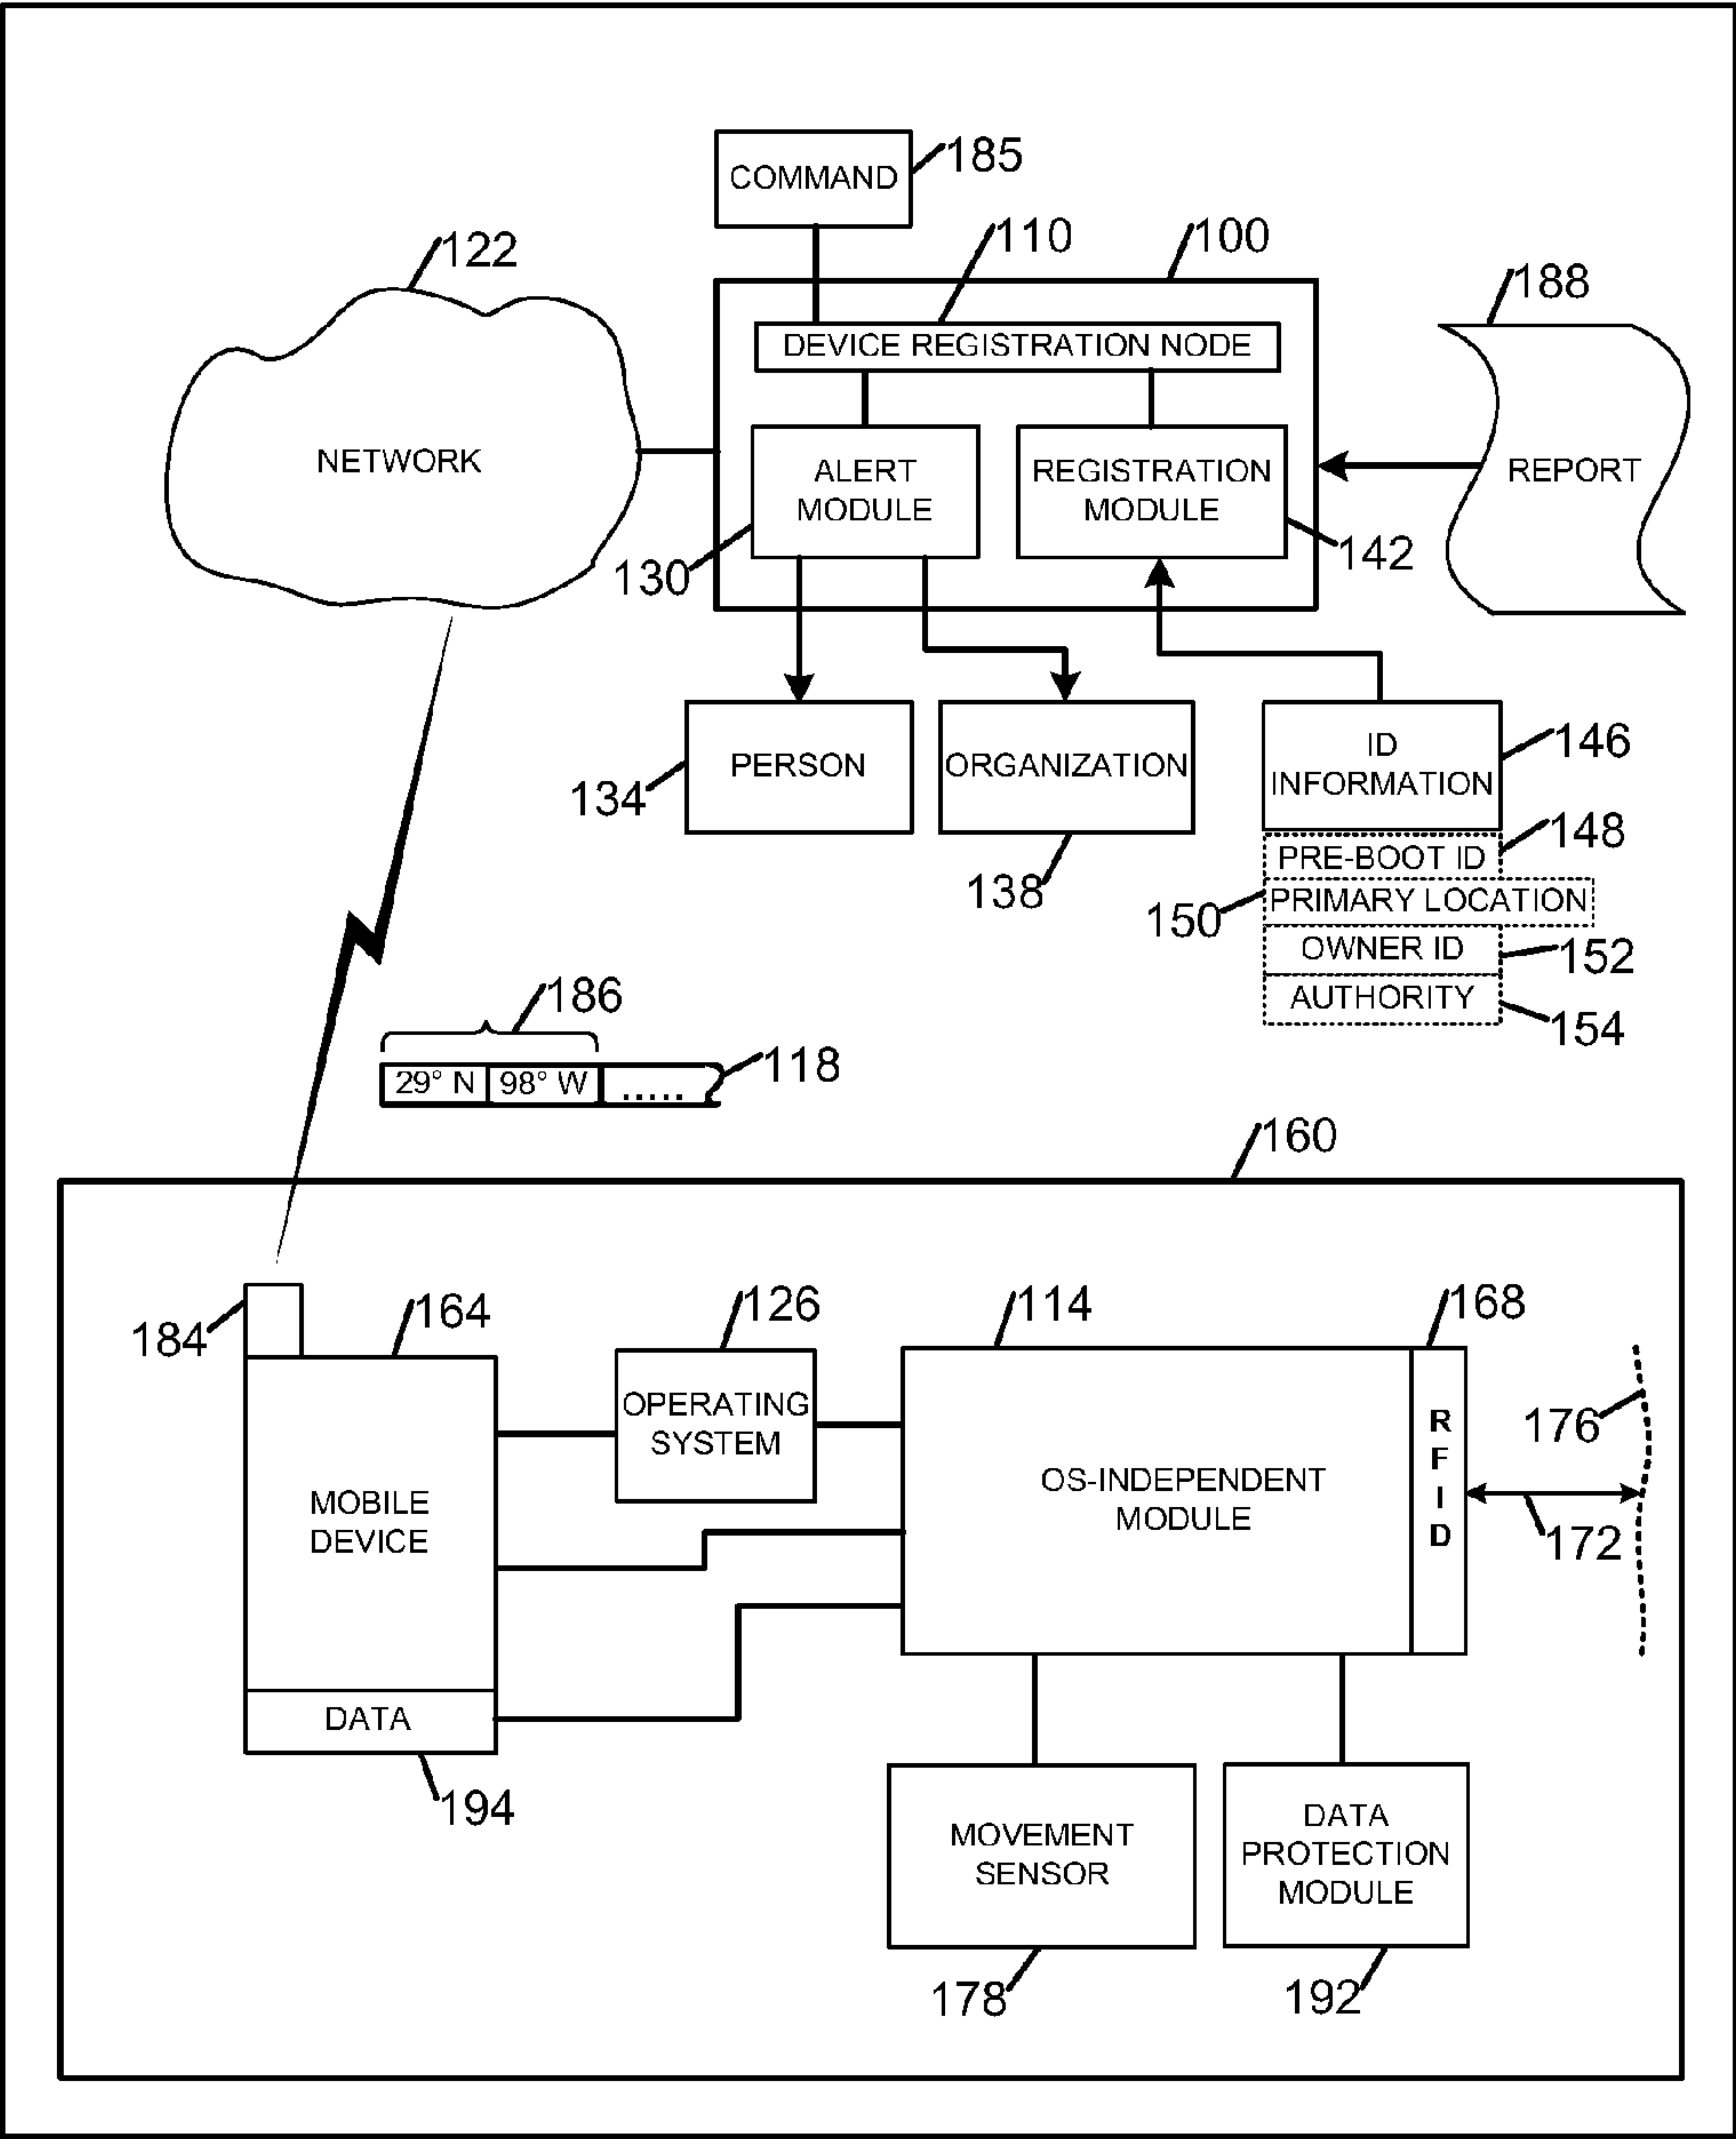 COMMAND
185
122
110
100
188
DEVICE REGISTRATION NODE
NETWORK
ALERT
MODULE
REGISTRATION
MODULE
REPORT
130
142
PERSON
134
ORGANIZATION
138
ID
INFORMATION
146
PRE-BOOT ID
148
150
PRIMARY LOCATION
OWNER ID
152
AUTHORITY
154
186
29° N
98° W
.....
118
160
184
164
126
114
168
OPERATING
SYSTEM
MOBILE
DEVICE
OS-INDEPENDENT
MODULE
R
F
I
D
176
172
DATA
194
MOVEMENT
SENSOR
178
DATA
PROTECTION
MODULE
192